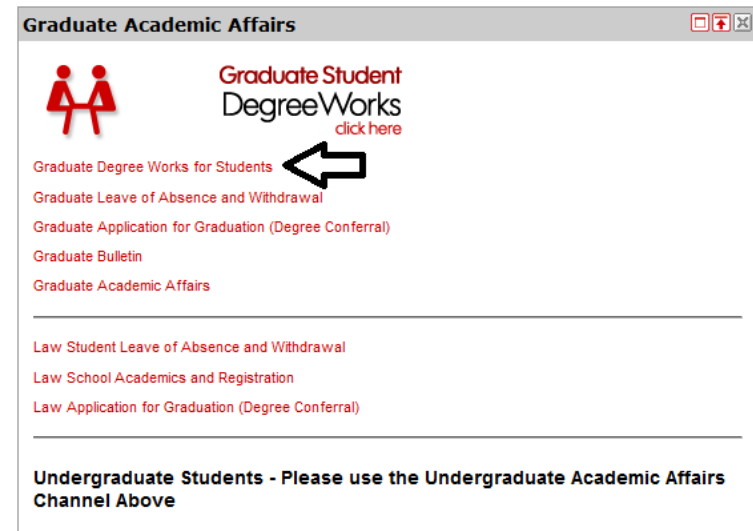 Graduate Academic Affairs
Graduate Student
DegreeWorks
click here
Graduate Degree Works for Students
Graduate Leave of Absence and Withdrawal
Graduate Application for Graduation (Degree Conferral)
Graduate Bulletin
Graduate Academic Affairs
Law Student Leave of Absence and Withdrawal
Law School Academics and Registration
Law Application for Graduation (Degree Conferral)
Undergraduate Students - Please use the Undergraduate Academic Affairs
Channel Above